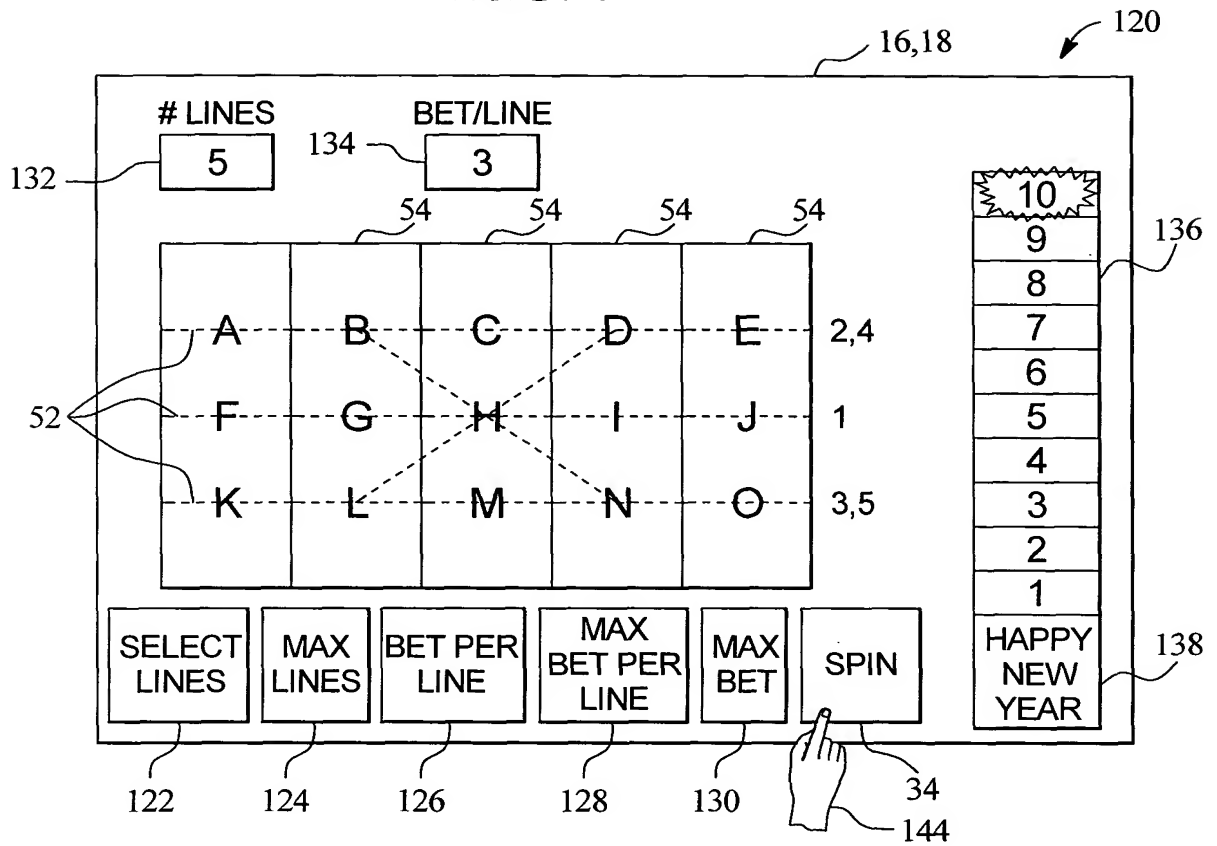 120
16,18
# LINES
BET/LINE
132
5
134
3
54
54
54
54
10
9
8
7
6
5
4
3
2
1
HAPPY
NEW
YEAR
136
138
A B C D E 2,4
52
F G H I J 1
K L M N O 3,5
SELECT
LINES
MAX
LINES
BET PER
LINE
MAX
BET PER
LINE
MAX
BET
SPIN
122
124
126
128
130
34
144